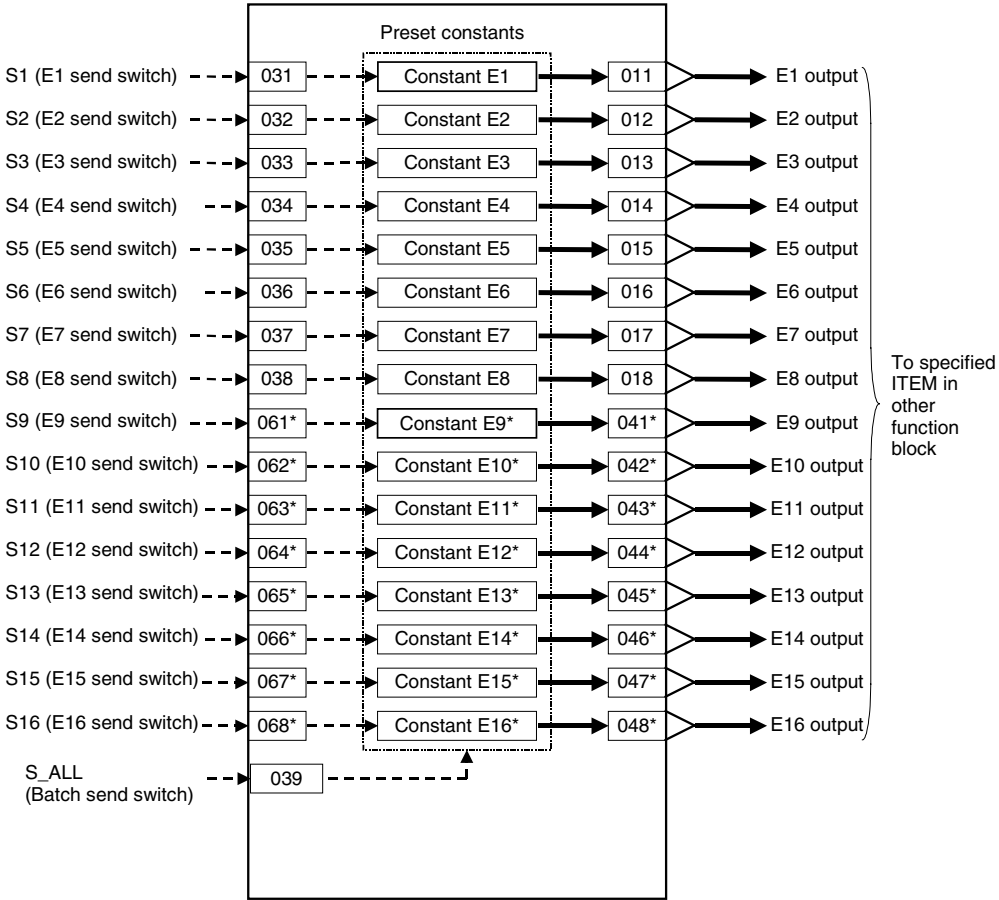 Preset constants
S1 (E1 send switch) 031 Constant E1 011 E1 output
S2 (E2 send switch) 032 Constant E2 012 E2 output
S3 (E3 send switch) 033 Constant E3 013 E3 output
S4 (E4 send switch) 034 Constant E4 014 E4 output
S5 (E5 send switch) 035 Constant E5 015 E5 output
S6 (E6 send switch) 036 Constant E6 016 E6 output
S7 (E7 send switch) 037 Constant E7 017 E7 output
S8 (E8 send switch) 038 Constant E8 018 E8 output
S9 (E9 send switch) 061* Constant E9* 041* E9 output
S10 (E10 send switch) 062* Constant E10* 042* E10 output
S11 (E11 send switch) 063* Constant E11* 043* E11 output
S12 (E12 send switch) 064* Constant E12* 044* E12 output
S13 (E13 send switch) 065* Constant E13* 045* E13 output
S14 (E14 send switch) 066* Constant E14* 046* E14 output
S15 (E15 send switch) 067* Constant E15* 047* E15 output
S16 (E16 send switch) 068* Constant E16* 048* E16 output
To specified
ITEM in
other
function
block
S_ALL
(Batch send switch)
039